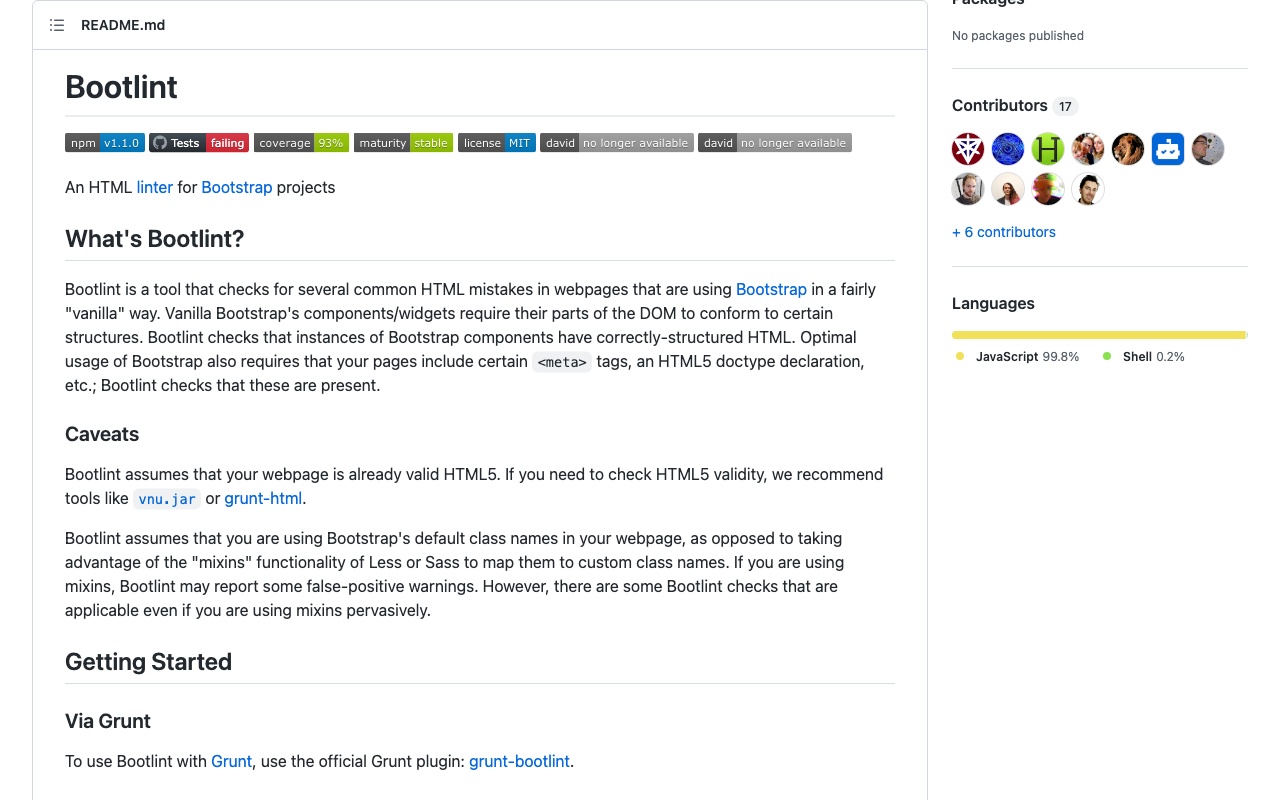 README.md
Bootlint
npm v1.1.0 Tests failing coverage 93% maturity stable license MIT david no longer available david no longer available
An HTML linter for Bootstrap projects
What's Bootlint?
Bootlint is a tool that checks for several common HTML mistakes in webpages that are using Bootstrap in a fairly
"vanilla" way. Vanilla Bootstrap's components/widgets require their parts of the DOM to conform to certain
structures. Bootlint checks that instances of Bootstrap components have correctly-structured HTML. Optimal
usage of Bootstrap also requires that your pages include certain <meta> tags, an HTML5 doctype declaration,
etc.; Bootlint checks that these are present.
Caveats
Bootlint assumes that your webpage is already valid HTML5. If you need to check HTML5 validity, we recommend
tools like vnu.jar or grunt-html.
Bootlint assumes that you are using Bootstrap's default class names in your webpage, as opposed to taking
advantage of the "mixins" functionality of Less or Sass to map them to custom class names. If you are using
mixins, Bootlint may report some false-positive warnings. However, there are some Bootlint checks that are
applicable even if you are using mixins pervasively.
Getting Started
Via Grunt
To use Bootlint with Grunt, use the official Grunt plugin: grunt-bootlint.
Packages
No packages published
Contributors 17
+ 6 contributors
Languages
JavaScript 99.8% Shell 0.2%